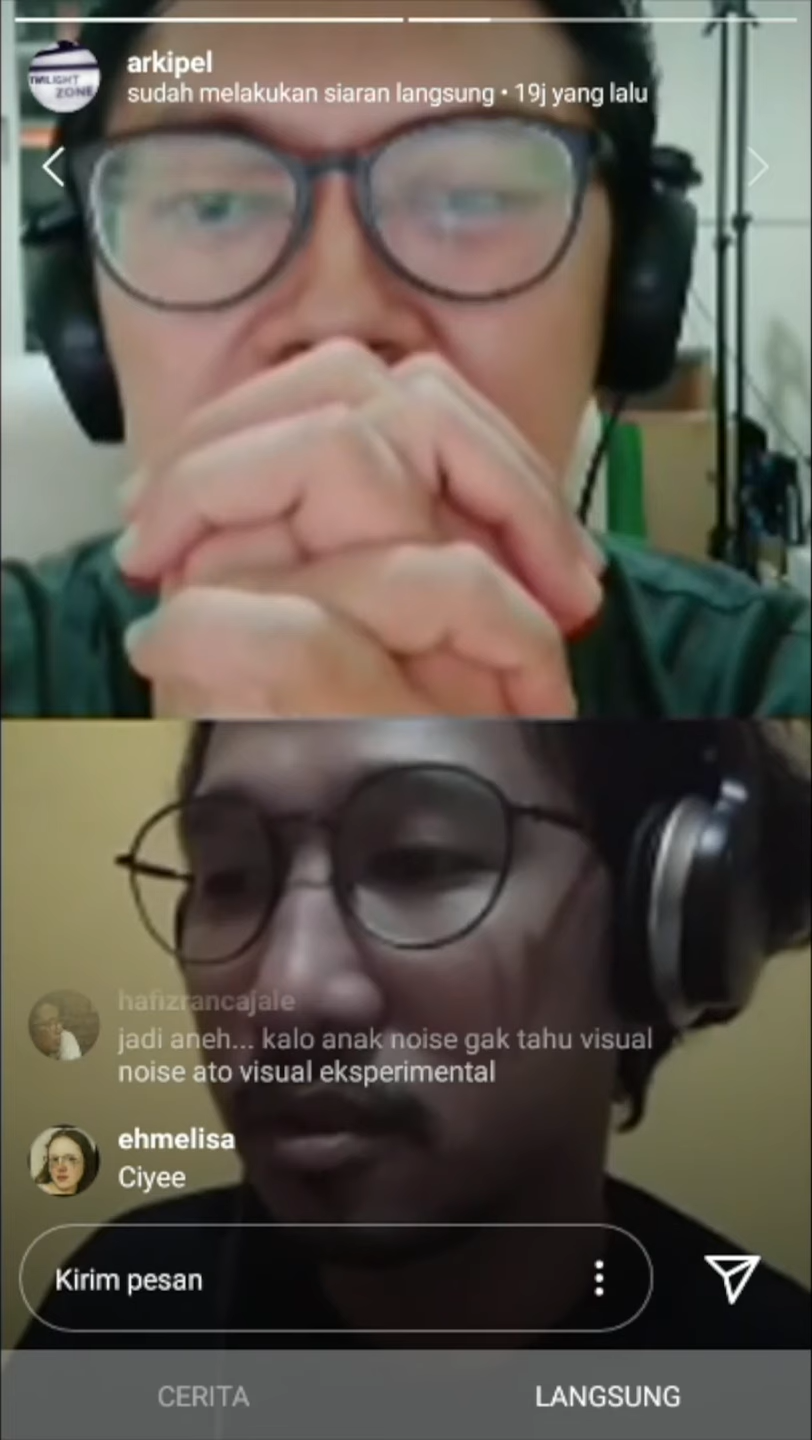 TWILIGHT
ZONE
arkipel
sudah melakukan siaran langsung • 19j yang lalu
hafizrancajale
jadi aneh... kalo anak noise gak tahu visual
noise ato visual eksperimental
ehmelisa
Ciyee
Kirim pesan
CERITA
LANGSUNG